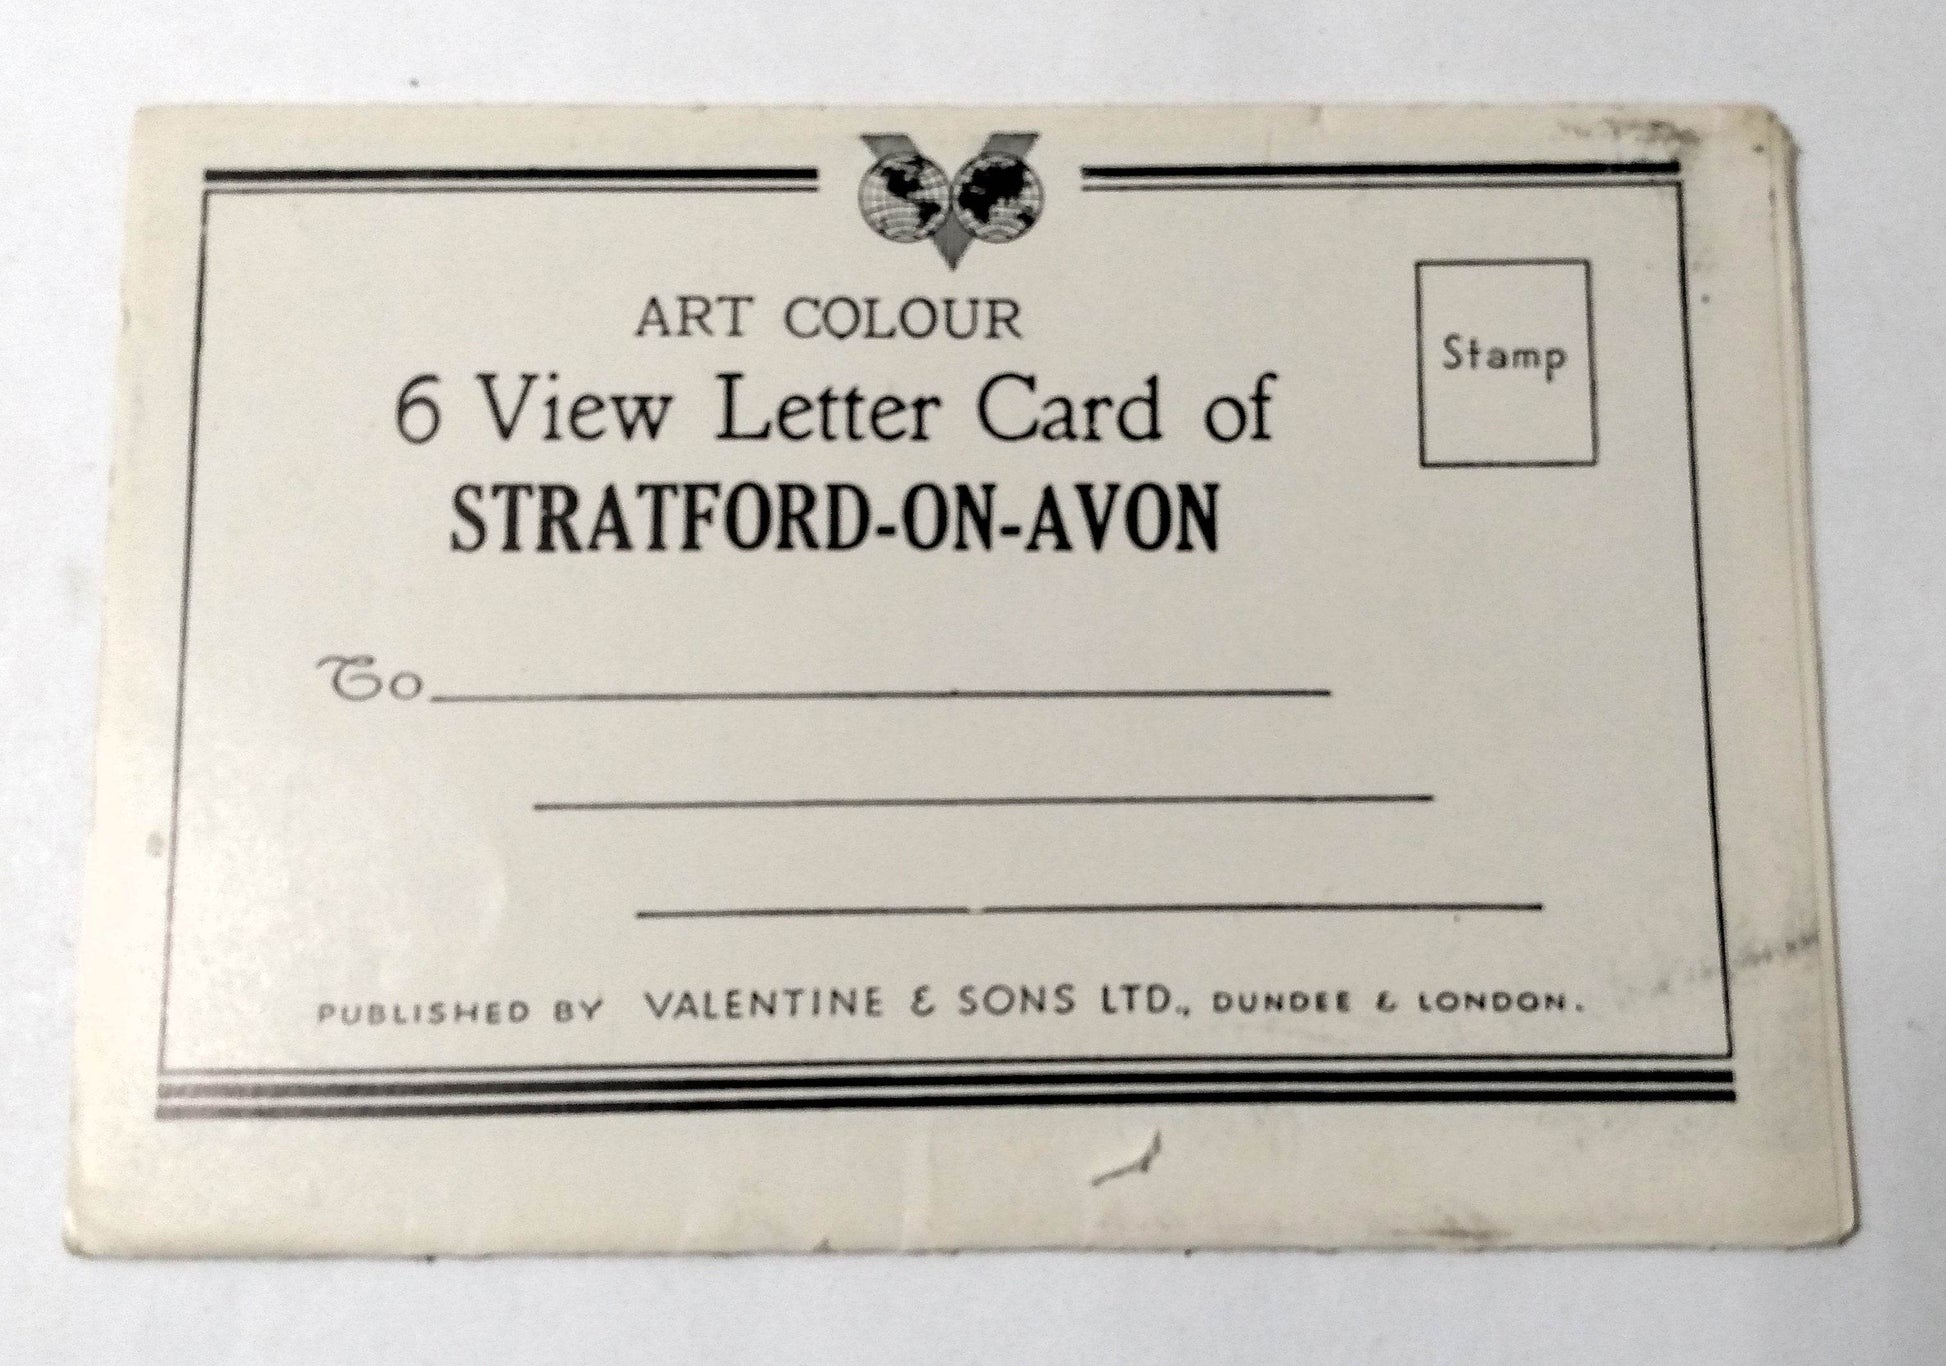 ART COLOUR
6 View Letter Card of
STRATFORD-ON-AVON
Stamp
To
PUBLISHED BY VALENTINE & SONS LTD., DUNDEE & LONDON.